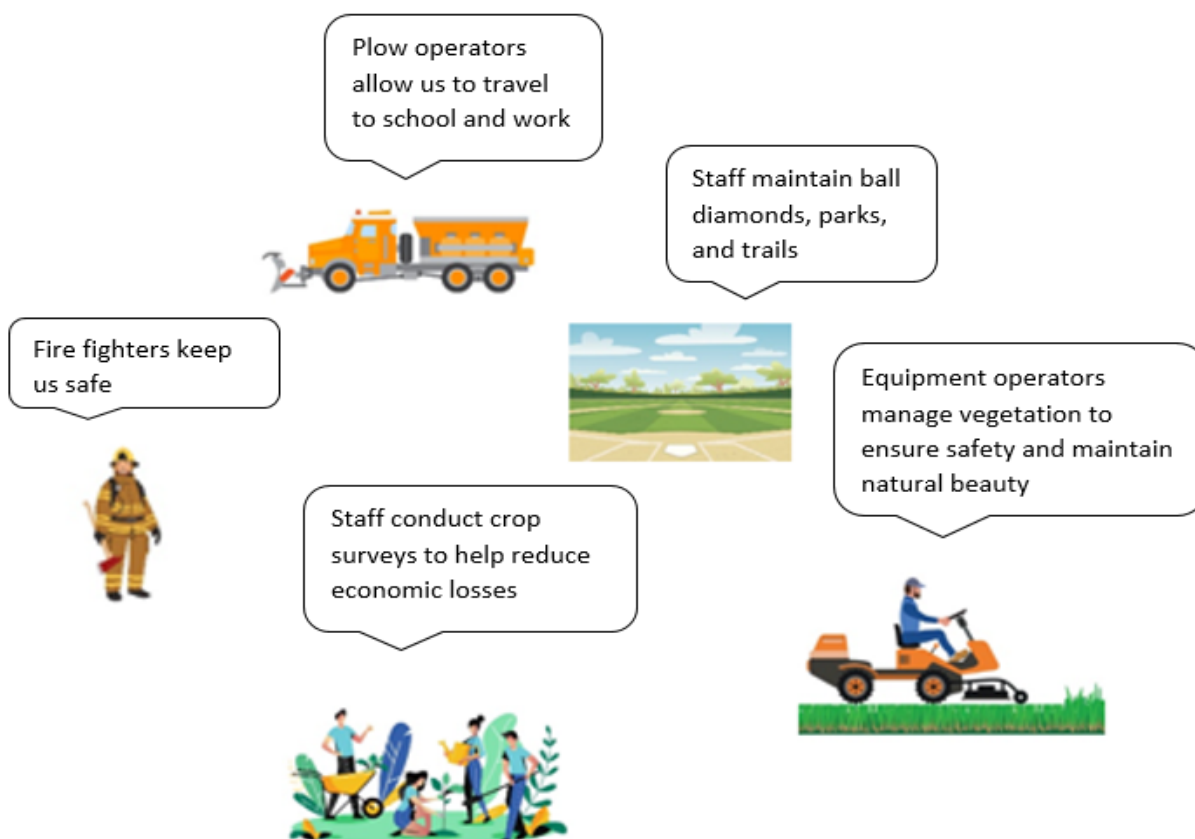 Plow operators
allow us to travel
to school and work
Staff maintain ball
diamonds, parks,
and trails
Fire fighters keep
us safe
Equipment operators
manage vegetation to
ensure safety and maintain
natural beauty
Staff conduct crop
surveys to help reduce
economic losses